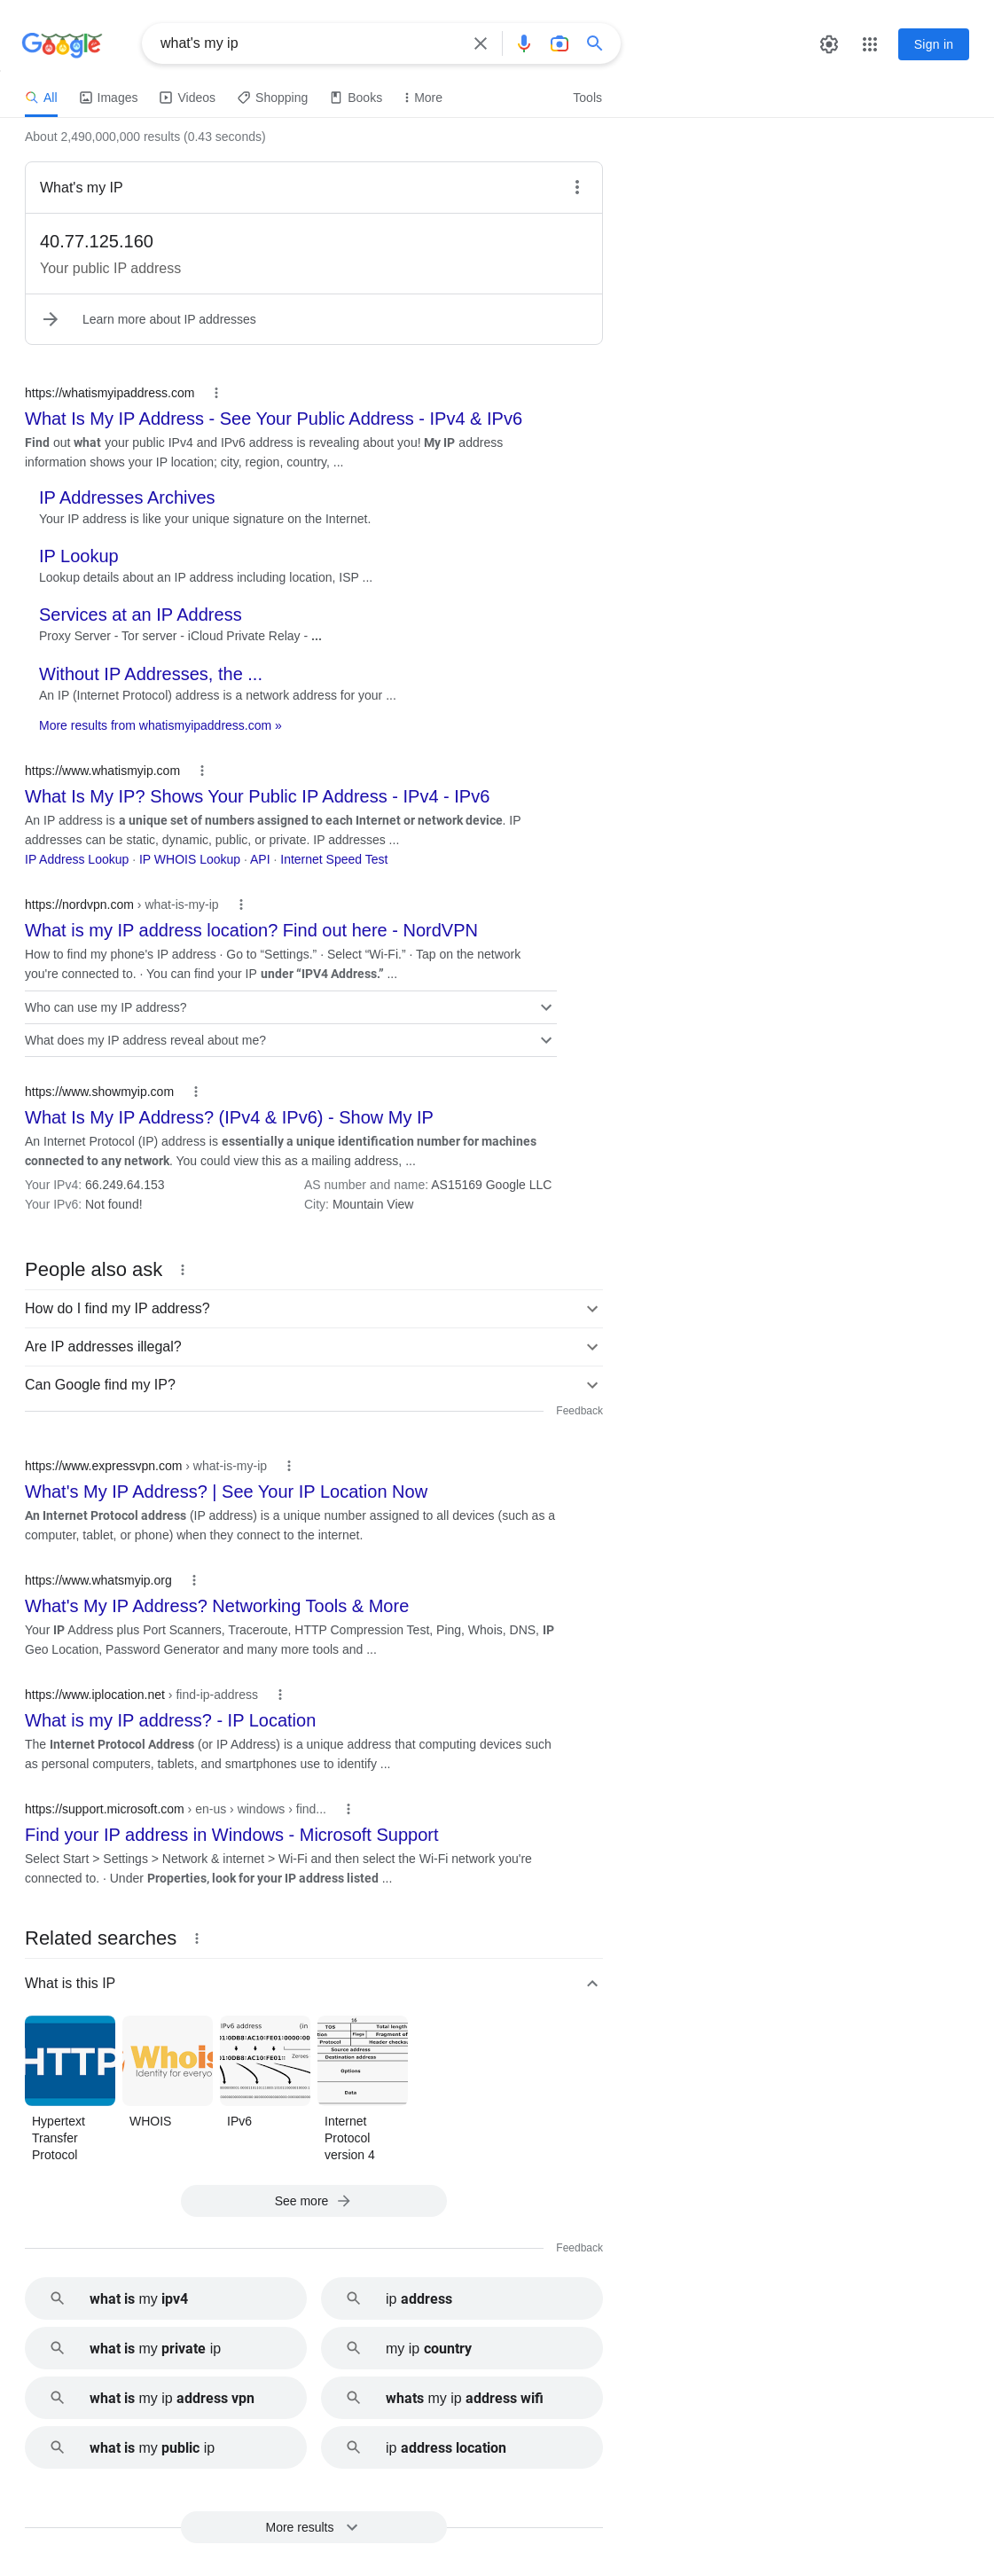 Google
what's my ip
Sign in
All Images Videos Shopping Books More Tools
About 2,490,000,000 results (0.43 seconds)
What's my IP
40.77.125.160
Your public IP address
Learn more about IP addresses
https://whatismyipaddress.com
What Is My IP Address - See Your Public Address - IPv4 & IPv6
Find out what your public IPv4 and IPv6 address is revealing about you! My IP address
information shows your IP location; city, region, country, ...
IP Addresses Archives
Your IP address is like your unique signature on the Internet.
IP Lookup
Lookup details about an IP address including location, ISP ...
Services at an IP Address
Proxy Server - Tor server - iCloud Private Relay - ...
Without IP Addresses, the ...
An IP (Internet Protocol) address is a network address for your ...
More results from whatismyipaddress.com »
https://www.whatismyip.com
What Is My IP? Shows Your Public IP Address - IPv4 - IPv6
An IP address is a unique set of numbers assigned to each Internet or network device. IP
addresses can be static, dynamic, public, or private. IP addresses ...
IP Address Lookup · IP WHOIS Lookup · API · Internet Speed Test
https://nordvpn.com › what-is-my-ip
What is my IP address location? Find out here - NordVPN
How to find my phone's IP address · Go to “Settings.” · Select “Wi-Fi.” · Tap on the network
you're connected to. · You can find your IP under “IPV4 Address.” ...
Who can use my IP address?
What does my IP address reveal about me?
https://www.showmyip.com
What Is My IP Address? (IPv4 & IPv6) - Show My IP
An Internet Protocol (IP) address is essentially a unique identification number for machines
connected to any network. You could view this as a mailing address, ...
Your IPv4: 66.249.64.153 AS number and name: AS15169 Google LLC
Your IPv6: Not found! City: Mountain View
People also ask
How do I find my IP address?
Are IP addresses illegal?
Can Google find my IP?
Feedback
https://www.expressvpn.com › what-is-my-ip
What's My IP Address? | See Your IP Location Now
An Internet Protocol address (IP address) is a unique number assigned to all devices (such as a
computer, tablet, or phone) when they connect to the internet.
https://www.whatsmyip.org
What's My IP Address? Networking Tools & More
Your IP Address plus Port Scanners, Traceroute, HTTP Compression Test, Ping, Whois, DNS, IP
Geo Location, Password Generator and many more tools and ...
https://www.iplocation.net › find-ip-address
What is my IP address? - IP Location
The Internet Protocol Address (or IP Address) is a unique address that computing devices such
as personal computers, tablets, and smartphones use to identify ...
https://support.microsoft.com › en-us › windows › find...
Find your IP address in Windows - Microsoft Support
Select Start > Settings > Network & internet > Wi-Fi and then select the Wi-Fi network you're
connected to. · Under Properties, look for your IP address listed ...
Related searches
What is this IP
HTTP
Whois
Identity for everyo
IPv6 address (in
Zeroes
16
TOS
Flags Fragment of
Protocol Header checksu
Source address
Destination address
Options
Data
Hypertext
Transfer
Protocol
WHOIS
IPv6
Internet
Protocol
version 4
See more
Feedback
what is my ipv4
ip address
what is my private ip
my ip country
what is my ip address vpn
whats my ip address wifi
what is my public ip
ip address location
More results